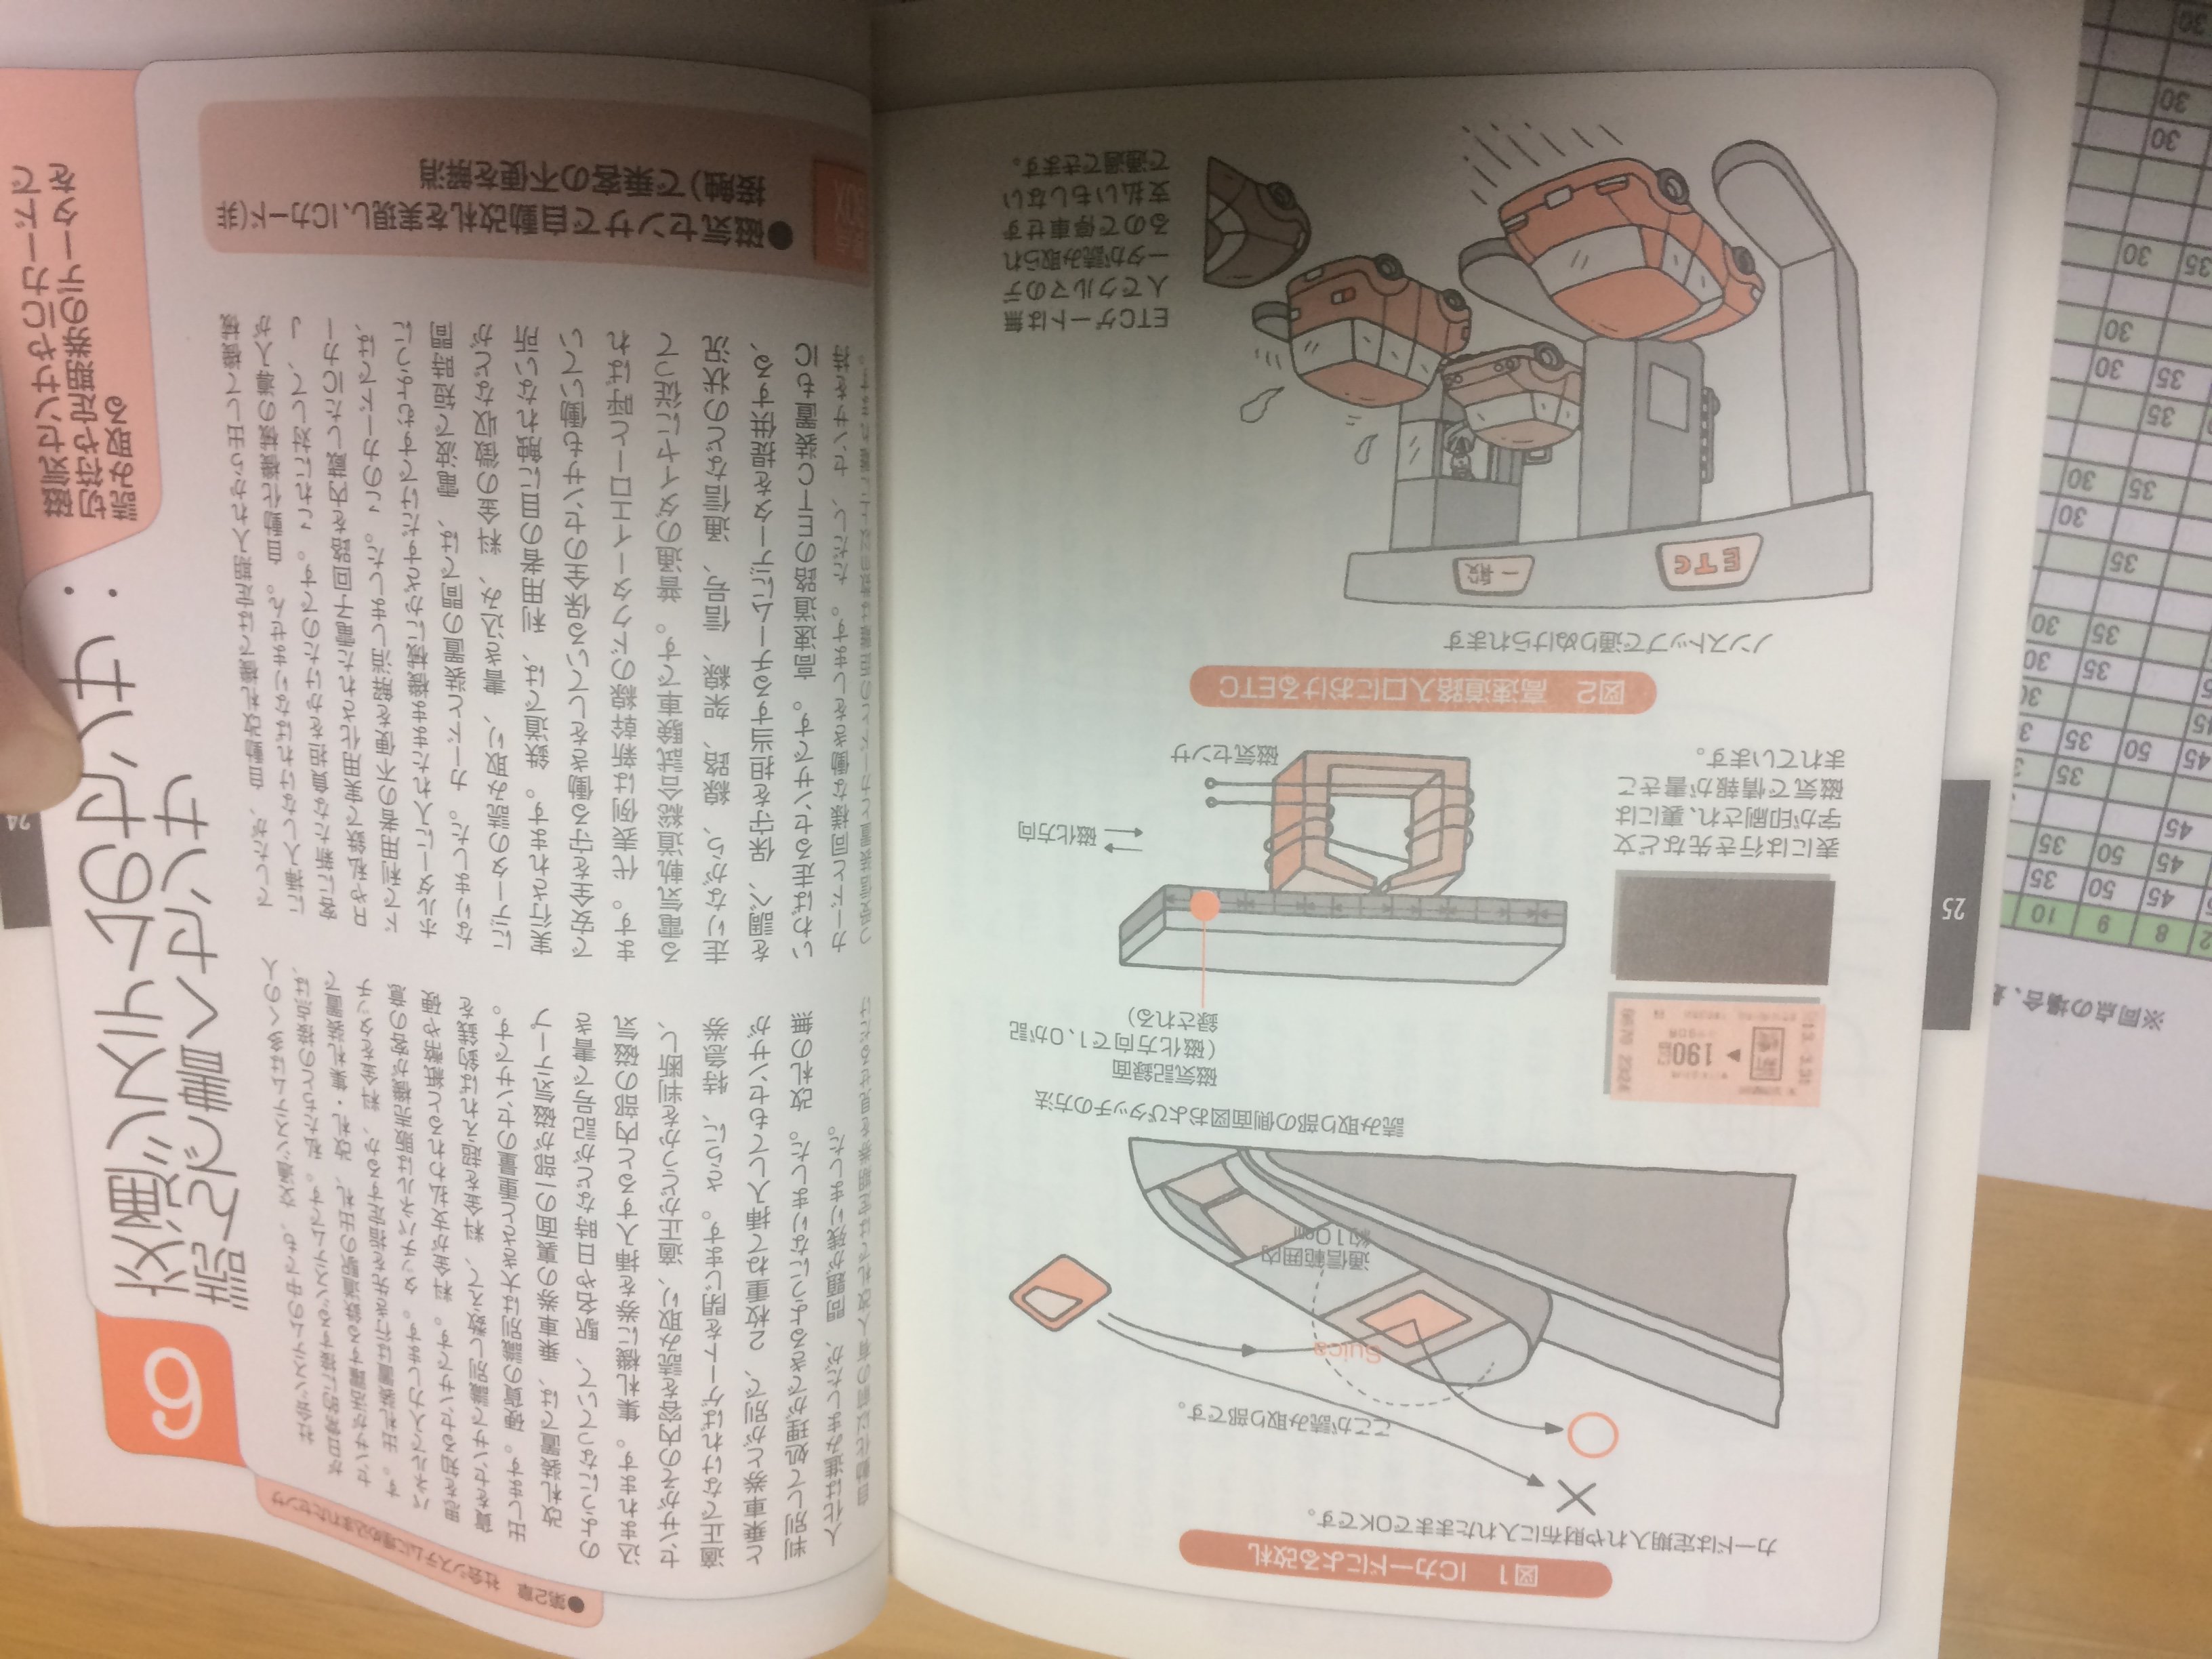 ●第2章 社会システムに埋め込まれたセンサ
6
交通システムのセンサ：
読んで書くセンサ
磁気センサやICカードで
切符や定期券のデータを
読み取る
社会システムの中でも、交通システムは多くの人
が日常的に接するシステムです。私たちとの接点は、
センサが活躍する鉄道駅の出札、改札・集札装置で
す。出札装置は行き先を指定するか、料金をタッチ
パネルで入力します。タッチパネルは販売機が客の意
思を知るセンサです。料金が支払われると紙幣や硬
貨をセンサで識別し数えて、料金を超えれば釣銭を
出します。硬貨の識別は大きさと重量のセンサです。
改札装置では、乗車券の裏面の一部が磁気テープ
のようになっていて、駅名や日時などが記号で書き
込まれます。集札機に券を挿入すると内部の磁気
センサがその内容を読み取り、適正かどうかを判断し、
適正でなければゲートを閉じます。さらに、特急券
と乗車券とが別で、2枚重ねて挿入してもセンサが
判別して処理ができるようになりました。改札の無
人化は進みましたが、問題が残りました。
自動化以前の有人改札では定期券を見せるだけ
でしたが、自動改札機では定期入れから出して機械
に挿入しなければなりません。自動化機械の導入が
客に新たな負担をかけたのです。これに対して、J
Rや私鉄で実用化された電子回路を内蔵したICカー
ドで利用者の不便を解消しました。このカードでは、
ホルダーに入れたまま機械にかざすだけですむように
なりました。カードと装置の間では、電波で短時間
にデータの読み取り、書き込み、料金の徴収などが
実行されます。鉄道では、利用者の目に触れない所
で安全を守る働きをしている保全のセンサも働いてい
ます。代表例は新幹線のドクターイエローと呼ばれ
る電気軌道総合試験車です。普通のダイヤに従って
走りながら、線路、架線、信号、通信などの状況
を調べ、保守を担当するチームにデータを提供する、
いわば走るセンサです。高速道路のETC装置もIC
カードと同様な働きをします。ただし、センサを持
つ受信装置とカードとの距離は数m以上に離れます。
BOX
●磁気センサで自動改札を実現し、ICカード（非
接触）で乗客の不便を解消
24
図1 ICカードによる改札
カードは定期入れや財布に入れたままでOKです。
ここが読み取り部です。
Suica
通信範囲内
約10㎝
読み取り部の側面図およびタッチの方法
新橋
▶190
磁気記録面
（磁化方向で1、0が記
録される）
表には行き先など文
字が印刷され、裏には
磁気で情報が書きこ
まれています。
磁化方向
磁気センサ
図2 高速道路入口におけるETC
ノンストップで通りぬけられます
ETC
一般
ETCゲートは無
人でクルマのデ
ータが読み取られ
るので停車せず
支払いもしない
で通過できます。
25
※同点の場合、
8 9 10
45 50 35
45 50 35
45
35
45 50 35
30
35 30
35 30
35
30
35 30
35
35 30
30
35 30
30
30
30